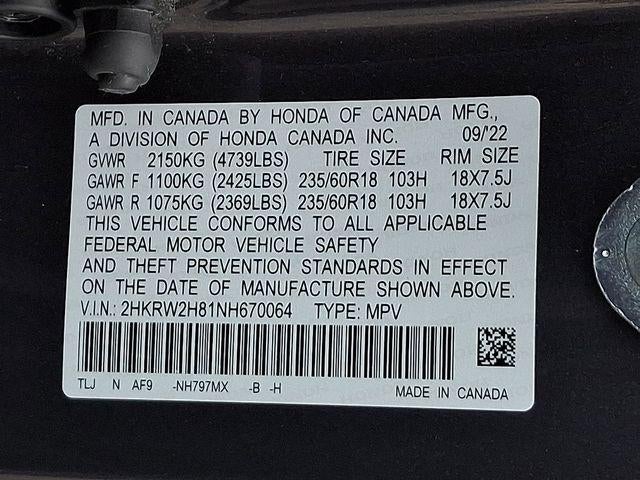 MFD. IN CANADA BY HONDA OF CANADA MFG.,
A DIVISION OF HONDA CANADA INC. 09/'22
GVWR 2150KG (4739LBS) TIRE SIZE RIM SIZE
GAWR F 1100KG (2425LBS) 235/60R18 103H 18X7.5J
GAWR R 1075KG (2369LBS) 235/60R18 103H 18X7.5J
THIS VEHICLE CONFORMS TO ALL APPLICABLE
FEDERAL MOTOR VEHICLE SAFETY
AND THEFT PREVENTION STANDARDS IN EFFECT
ON THE DATE OF MANUFACTURE SHOWN ABOVE.
V.I.N.: 2HKRW2H81NH670064 TYPE: MPV
TLJ N AF9 -NH797MX -B -H
MADE IN CANADA